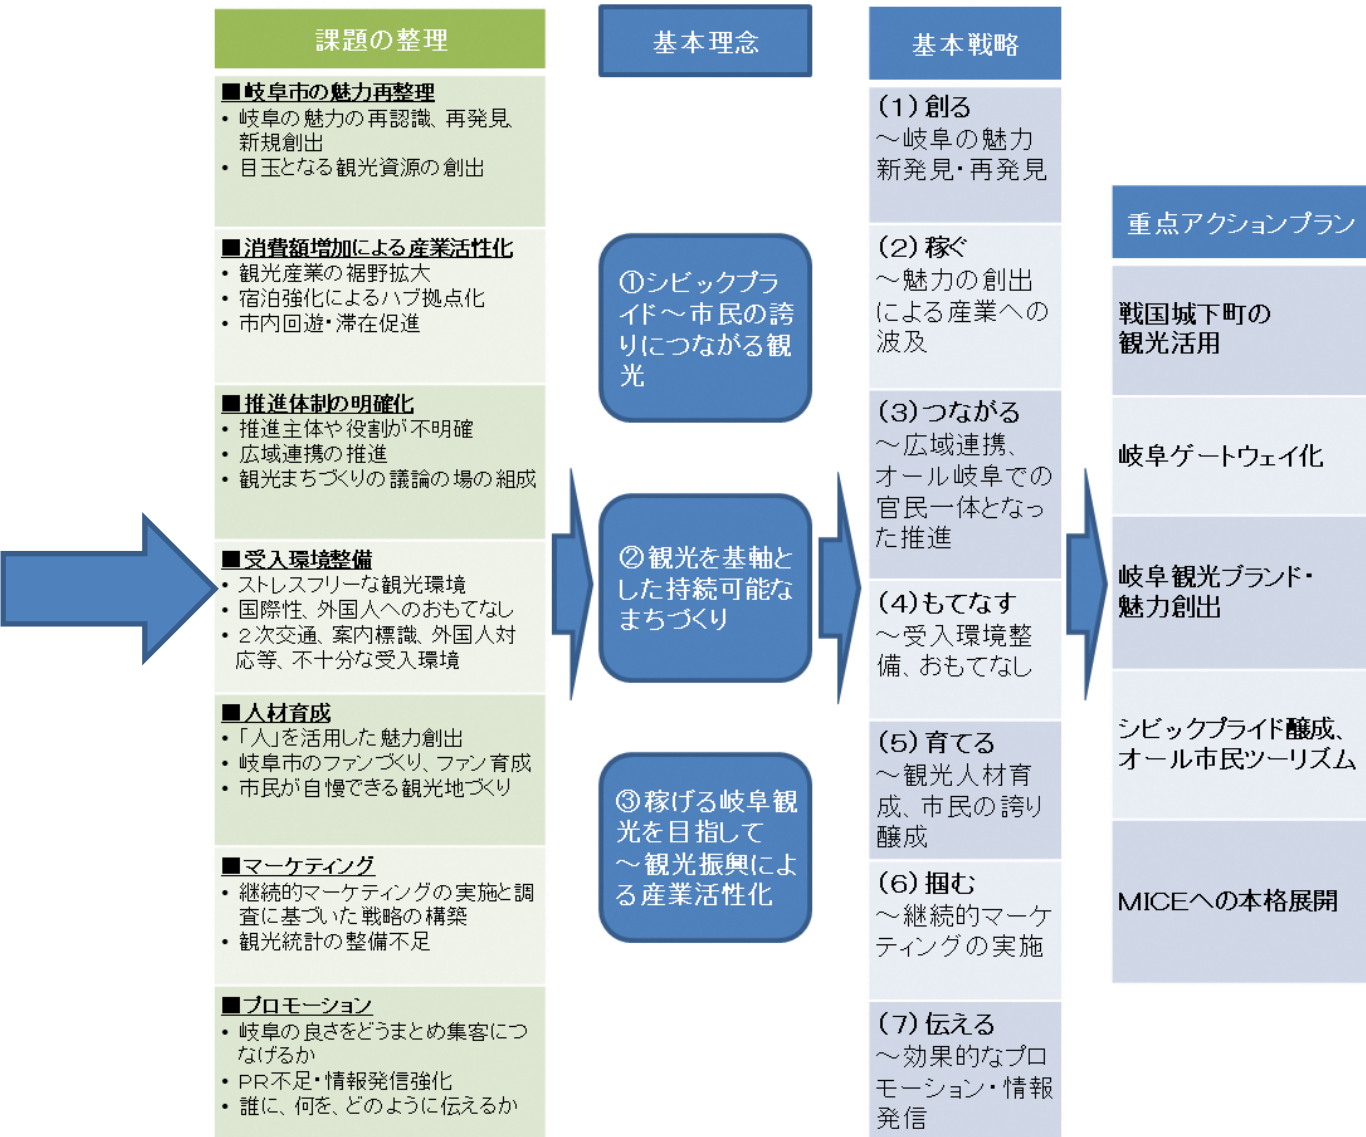 課題の整理
■岐阜市の魅力再整理
• 岐阜の魅力の再認識、再発見、
新規創出
• 目玉となる観光資源の創出
■消費額増加による産業活性化
• 観光産業の裾野拡大
• 宿泊強化によるハブ拠点化
• 市内回遊・滞在促進
■推進体制の明確化
• 推進主体や役割が不明確
• 広域連携の推進
• 観光まちづくりの議論の場の組成
■受入環境整備
• ストレスフリーな観光環境
• 国際性、外国人へのおもてなし
• 2次交通、案内標識、外国人対
応等、不十分な受入環境
■人材育成
• 「人」を活用した魅力創出
• 岐阜市のファンづくり、ファン育成
• 市民が自慢できる観光地づくり
■マーケティング
• 継続的マーケティングの実施と調
査に基づいた戦略の構築
• 観光統計の整備不足
■プロモーション
• 岐阜の良さをどうまとめ集客につ
なげるか
• PR不足・情報発信強化
• 誰に、何を、どのように伝えるか
基本理念
①シビックプラ
イド～市民の誇
りにつながる観
光
②観光を基軸と
した持続可能な
まちづくり
③稼げる岐阜観
光を目指して
～観光振興によ
る産業活性化
基本戦略
(1)創る
～岐阜の魅力
新発見・再発見
(2)稼ぐ
～魅力の創出
による産業への
波及
(3)つながる
～広域連携、
オール岐阜での
官民一体となっ
た推進
(4)もてなす
～受入環境整
備、おもてなし
(5)育てる
～観光人材育
成、市民の誇り
醸成
(6)掴む
～継続的マーケ
ティングの実施
(7)伝える
～効果的なプロ
モーション・情報
発信
重点アクションプラン
戦国城下町の
観光活用
岐阜ゲートウェイ化
岐阜観光ブランド・
魅力創出
シビックプライド醸成、
オール市民ツーリズム
MICEへの本格展開